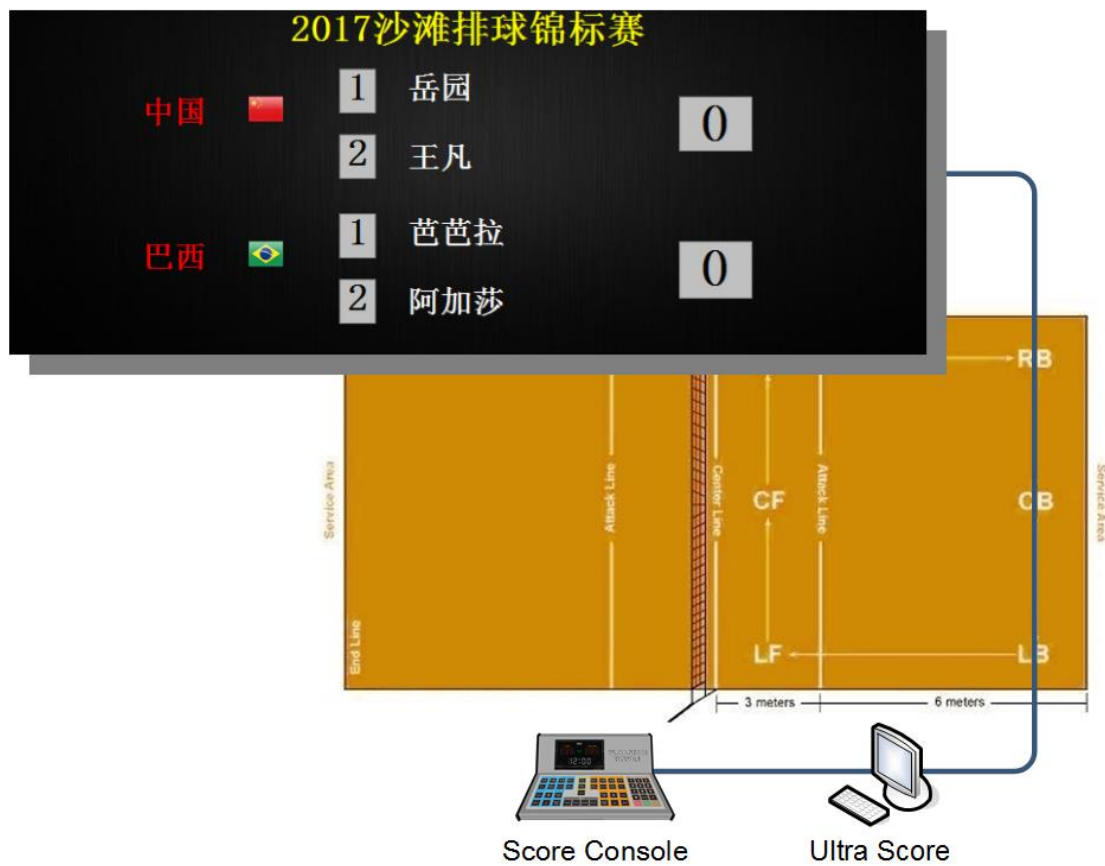 2017沙滩排球锦标赛
中国
1 岳园
0
2 王凡
巴西
1 芭芭拉
0
2 阿加莎
RB
Service Area
Attack Line
Center Line
Attack Line
Service Area
CF
CB
End Line
LF
LB
3 meters
6 meters
12:00
Score Console
Ultra Score